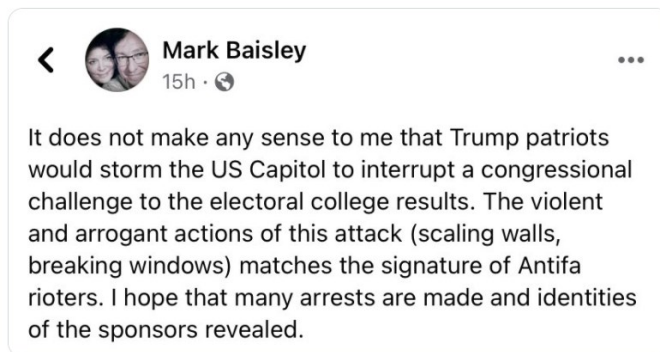 Mark Baisley
15h ·
It does not make any sense to me that Trump patriots
would storm the US Capitol to interrupt a congressional
challenge to the electoral college results. The violent
and arrogant actions of this attack (scaling walls,
breaking windows) matches the signature of Antifa
rioters. I hope that many arrests are made and identities
of the sponsors revealed.